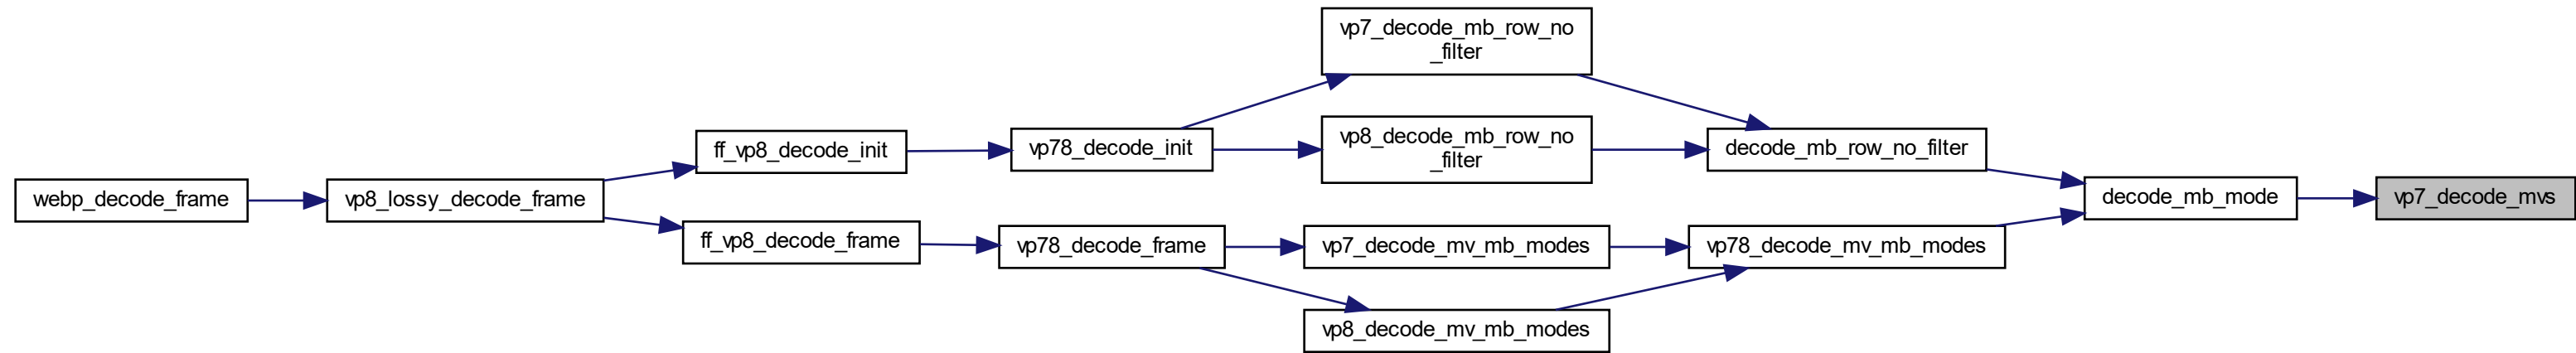 webp_decode_frame
vp8_lossy_decode_frame
ff_vp8_decode_init
ff_vp8_decode_frame
vp78_decode_init
vp78_decode_frame
vp7_decode_mb_row_no
_filter
vp8_decode_mb_row_no
_filter
vp7_decode_mv_mb_modes
vp8_decode_mv_mb_modes
decode_mb_row_no_filter
vp78_decode_mv_mb_modes
decode_mb_mode
vp7_decode_mvs